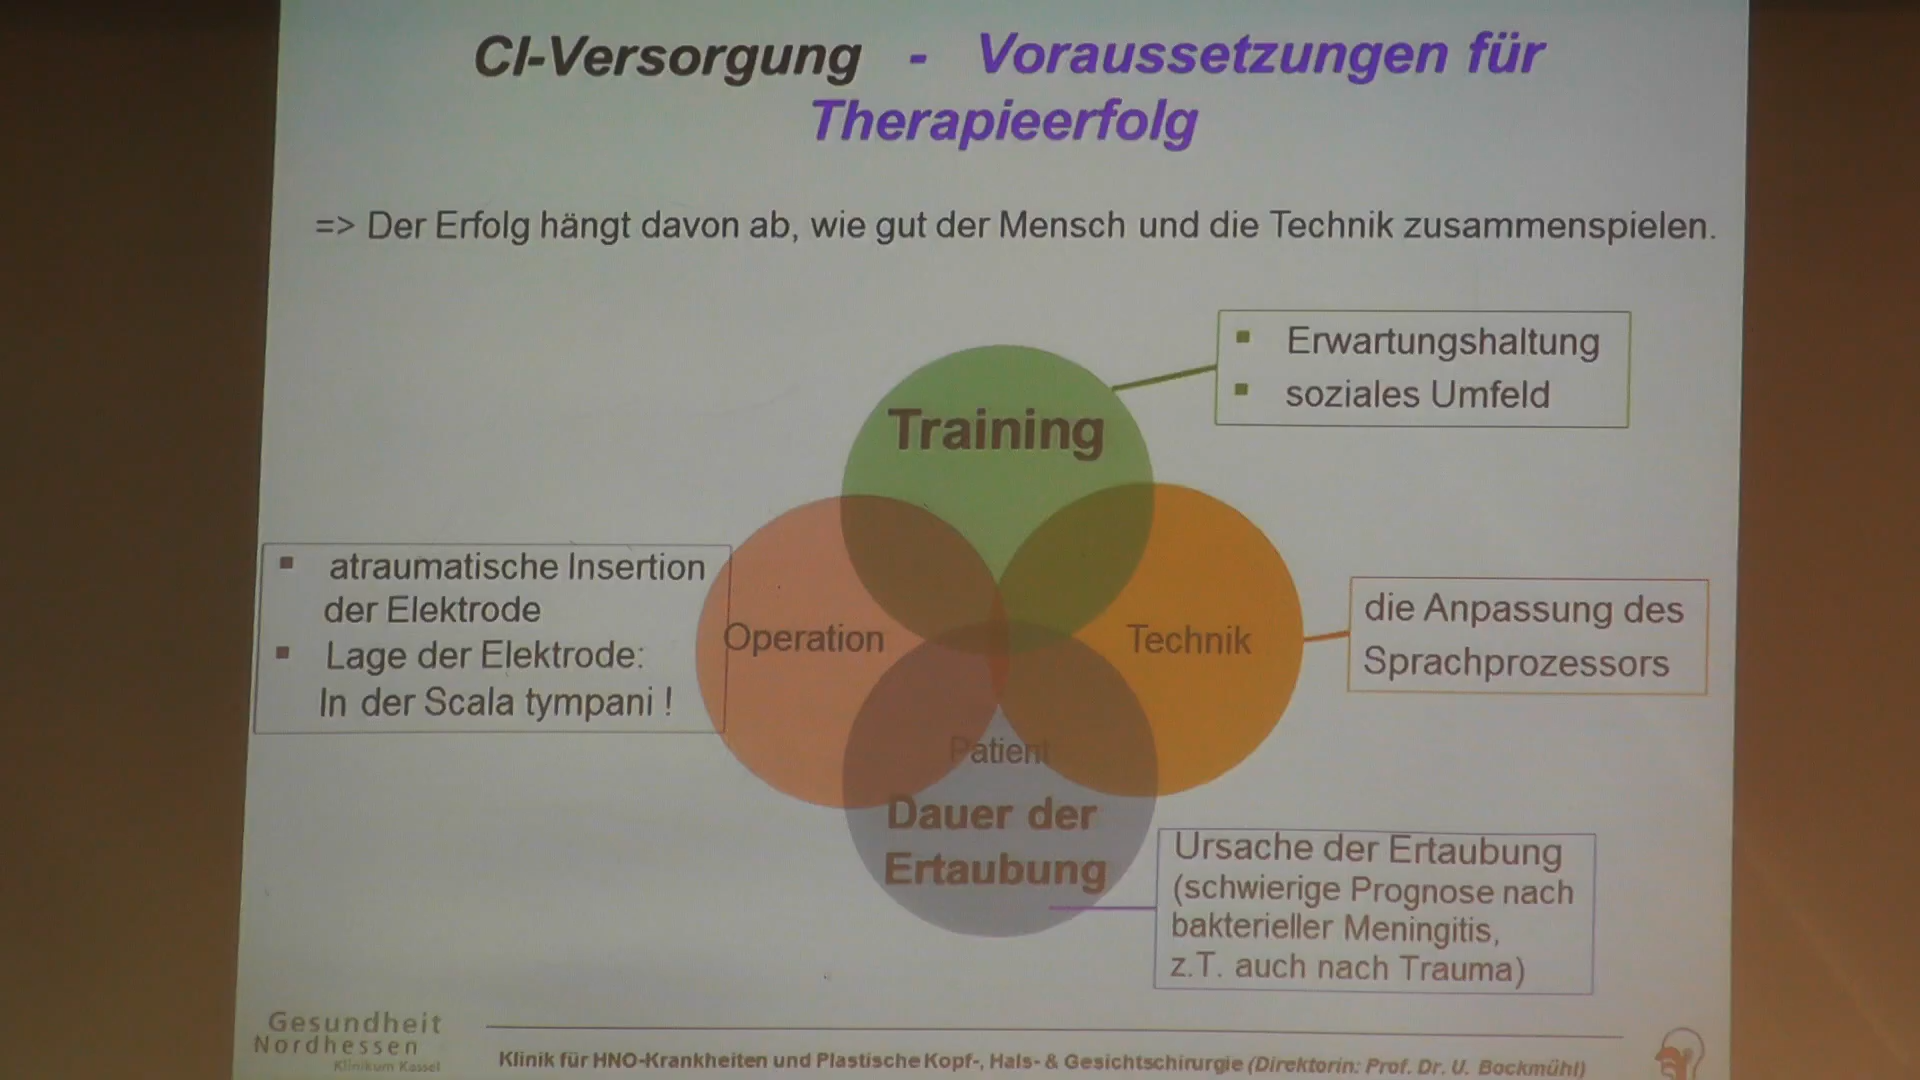 CI-Versorgung - Voraussetzungen für
Therapieerfolg
=> Der Erfolg hängt davon ab, wie gut der Mensch und die Technik zusammenspielen.
▪ Erwartungshaltung
▪ soziales Umfeld
Training
▪ atraumatische Insertion
der Elektrode
▪ Lage der Elektrode:
In der Scala tympani !
Operation
Technik
die Anpassung des
Sprachprozessors
Patient
Dauer der
Ertaubung
Ursache der Ertaubung
(schwierige Prognose nach
bakterieller Meningitis,
z.T. auch nach Trauma)
Gesundheit
Nordhessen
Klinikum Kassel
Klinik für HNO-Krankheiten und Plastische Kopf-, Hals- & Gesichtschirurgie (Direktorin: Prof. Dr. U. Bockmühl)